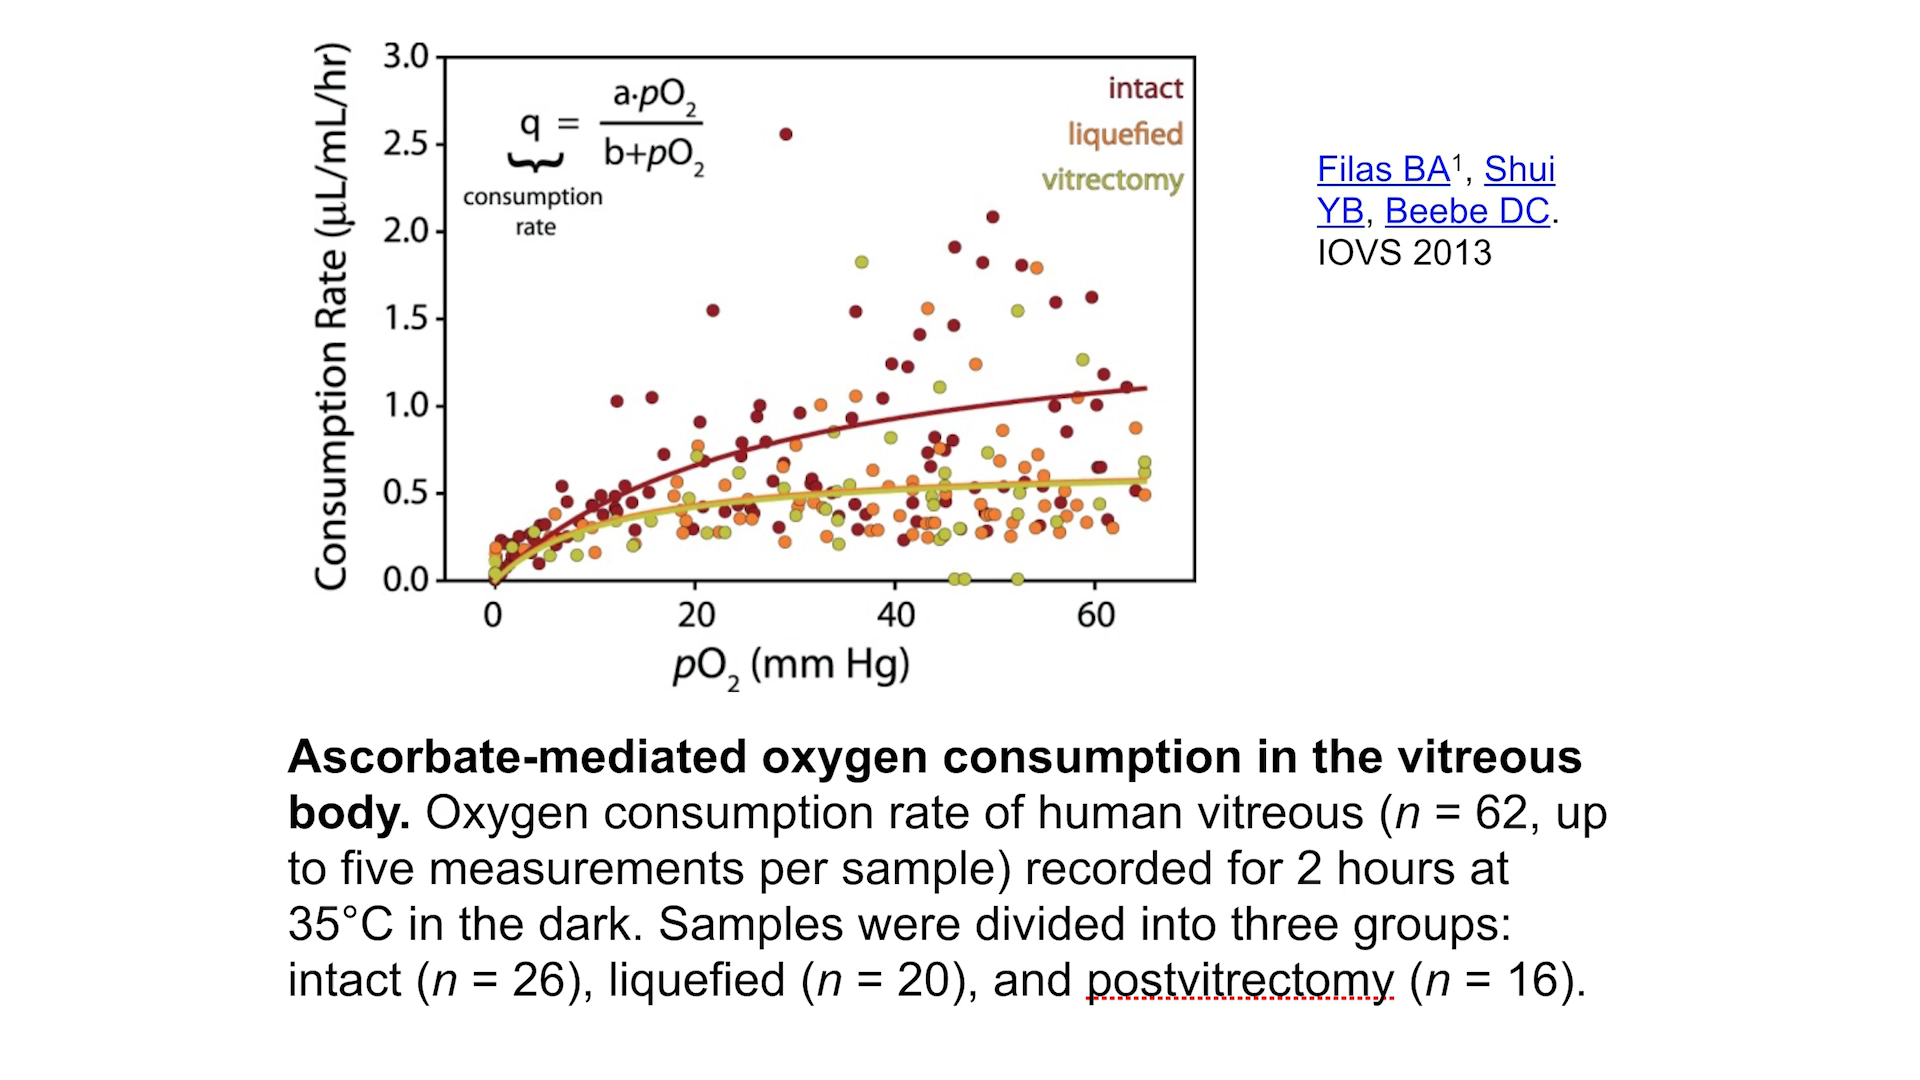 3.0
2.5
2.0
1.5
1.0
0.5
0.0
Consumption Rate (µL/mL/hr)
q = a·pO2
b+pO2
consumption
rate
intact
liquefied
vitrectomy
0 20 40 60
pO2 (mm Hg)
Filas BA1, Shui
YB, Beebe DC.
IOVS 2013
Ascorbate-mediated oxygen consumption in the vitreous
body. Oxygen consumption rate of human vitreous (n = 62, up
to five measurements per sample) recorded for 2 hours at
35°C in the dark. Samples were divided into three groups:
intact (n = 26), liquefied (n = 20), and postvitrectomy (n = 16).